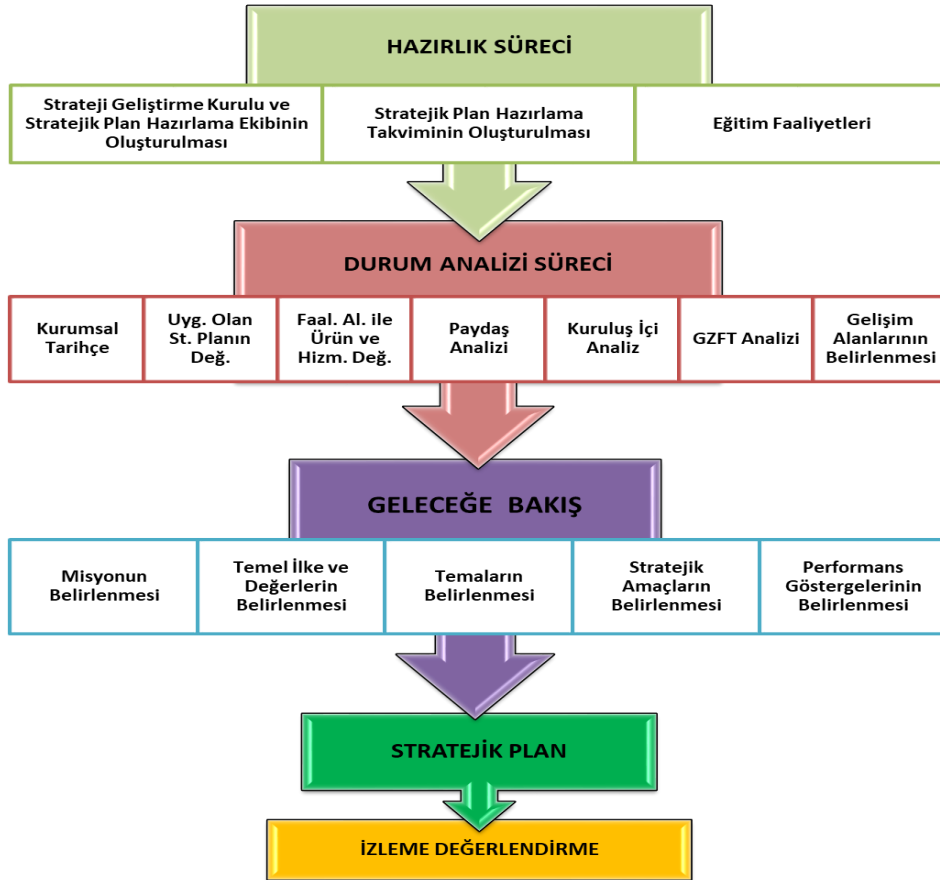 HAZIRLIK SÜRECİ
Strateji Geliştirme Kurulu ve
Stratejik Plan Hazırlama Ekibinin
Oluşturulması
Stratejik Plan Hazırlama
Takviminin Oluşturulması
Eğitim Faaliyetleri
DURUM ANALİZİ SÜRECİ
Kurumsal
Tarihçe
Uyg. Olan
St. Planın
Değ.
Faal. Al. ile
Ürün ve
Hizm. Değ.
Paydaş
Analizi
Kuruluş İçi
Analiz
GZFT Analizi
Gelişim
Alanlarının
Belirlenmesi
GELECEĞE BAKIŞ
Misyonun
Belirlenmesi
Temel İlke ve
Değerlerin
Belirlenmesi
Temaların
Belirlenmesi
Stratejik
Amaçların
Belirlenmesi
Performans
Göstergelerinin
Belirlenmesi
STRATEJİK PLAN
İZLEME DEĞERLENDİRME